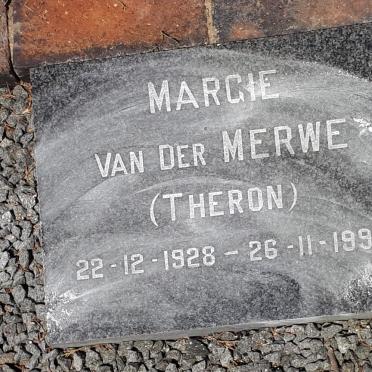 MARGIE
VAN DER MERWE
(THERON)
22-12-1928 - 26-11-199